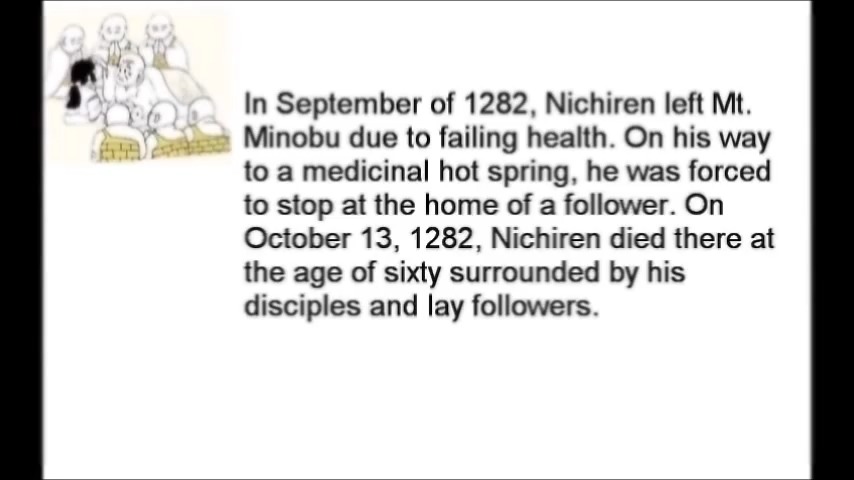 In September of 1282, Nichiren left Mt.
Minobu due to failing health. On his way
to a medicinal hot spring, he was forced
to stop at the home of a follower. On
October 13, 1282, Nichiren died there at
the age of sixty surrounded by his
disciples and lay followers.